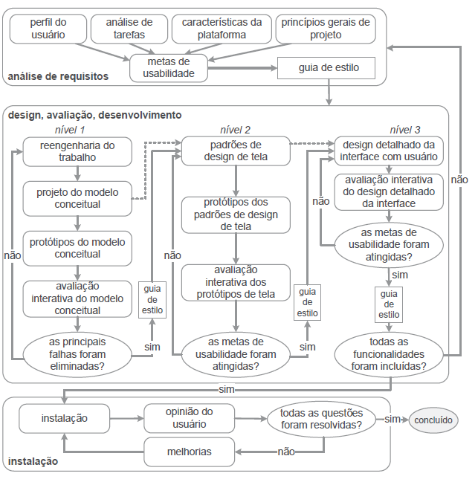 perfil do
usuário
análise de
tarefas
características da
plataforma
princípios gerais de
projeto
metas de
usabilidade
guia de estilo
análise de requisitos
design, avaliação, desenvolvimento
nível 1
nível 2
nível 3
reengenharia do
trabalho
projeto do modelo
conceitual
protótipos do modelo
conceitual
avaliação
interativa do modelo
conceitual
as principais
falhas foram
eliminadas?
não
sim
guia
de
estilo
padrões de
design de tela
protótipos dos
padrões de design
de tela
avaliação
interativa dos
protótipos de tela
as metas de
usabilidade foram
atingidas?
não
sim
guia
de
estilo
design detalhado da
interface com usuário
avaliação interativa
do design detalhado
da interface
as metas de
usabilidade foram
atingidas?
não
sim
guia
de
estilo
todas as
funcionalidades
foram incluídas?
não
sim
instalação
opinião do
usuário
todas as questões
foram resolvidas?
sim
concluído
não
melhorias
instalação